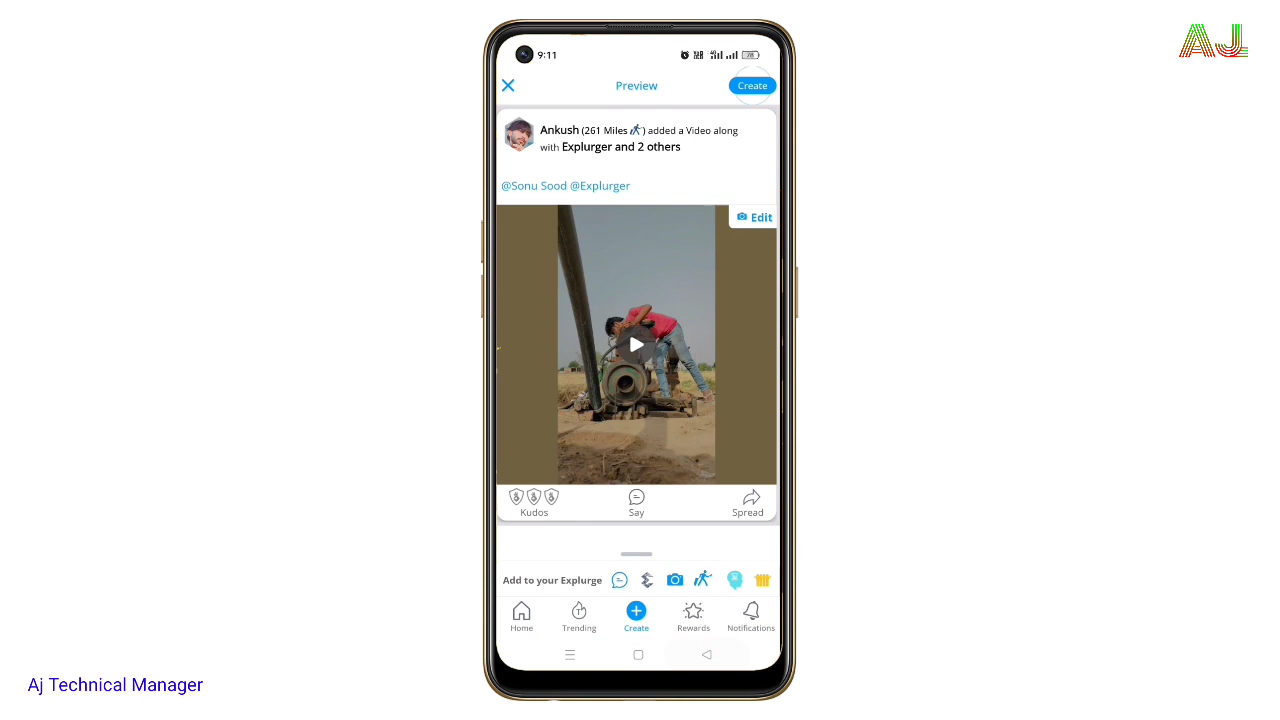 AJ
9:11
78
Preview
Create
Ankush (261 Miles ) added a Video along
with Explurger and 2 others
@Sonu Sood @Explurger
Edit
Kudos
Say
Spread
Add to your Explurge
Home
Trending
Create
Rewards
Notifications
Aj Technical Manager